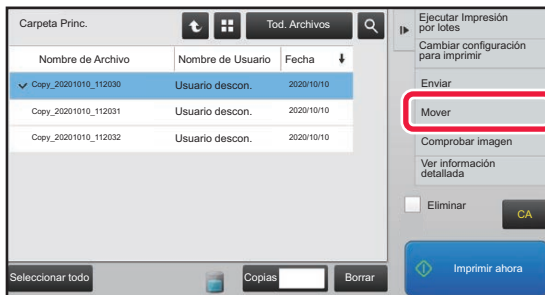 Carpeta Princ.
Tod. Archivos
Nombre de Archivo Nombre de Usuario Fecha
Copy_20201010_112030 Usuario descon. 2020/10/10
Copy_20201010_112031 Usuario descon. 2020/10/10
Copy_20201010_112032 Usuario descon. 2020/10/10
Seleccionar todo
Copias
Borrar
Ejecutar Impresión
por lotes
Cambiar configuración
para imprimir
Enviar
Mover
Comprobar imagen
Ver información
detallada
Eliminar
CA
Imprimir ahora